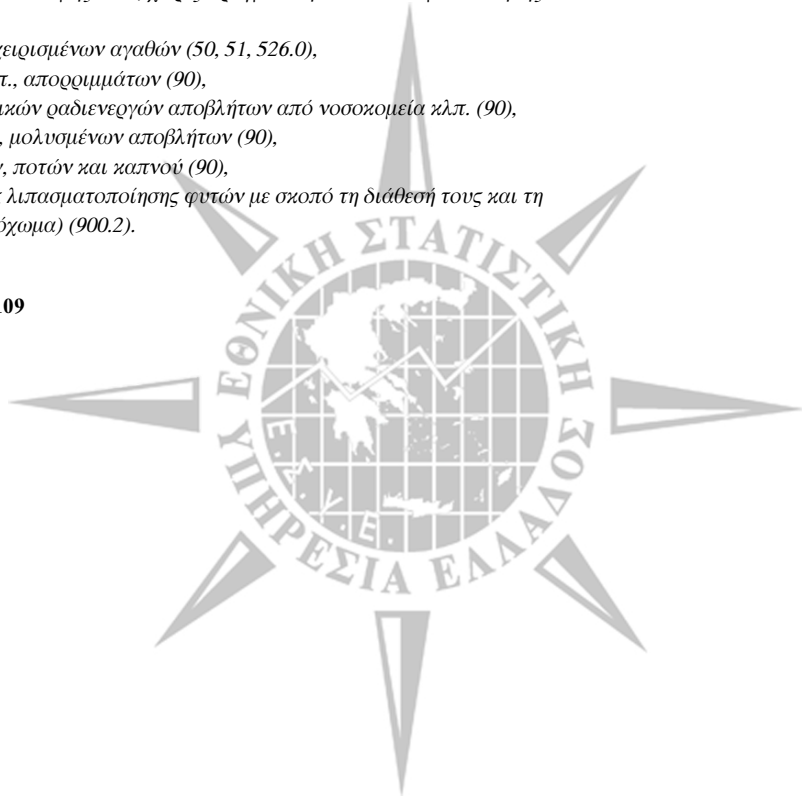 χειρισμένων αγαθών (50, 51, 526.0),
π., απορριμμάτων (90),
ικών ραδιενεργών αποβλήτων από νοσοκομεία κλπ. (90),
, μολυσμένων αποβλήτων (90),
ν, ποτών και καπνού (90),
λιπασματοποίησης φυτών με σκοπό τη διάθεσή τους και τη
όχωμα) (900.2).
109
ΕΘΝΙΚΗ ΣΤΑΤΙΣΤΙΚΗ
ΥΠΗΡΕΣΙΑ ΕΛΛΑΔΟΣ
Ε.Σ.Υ.Ε.